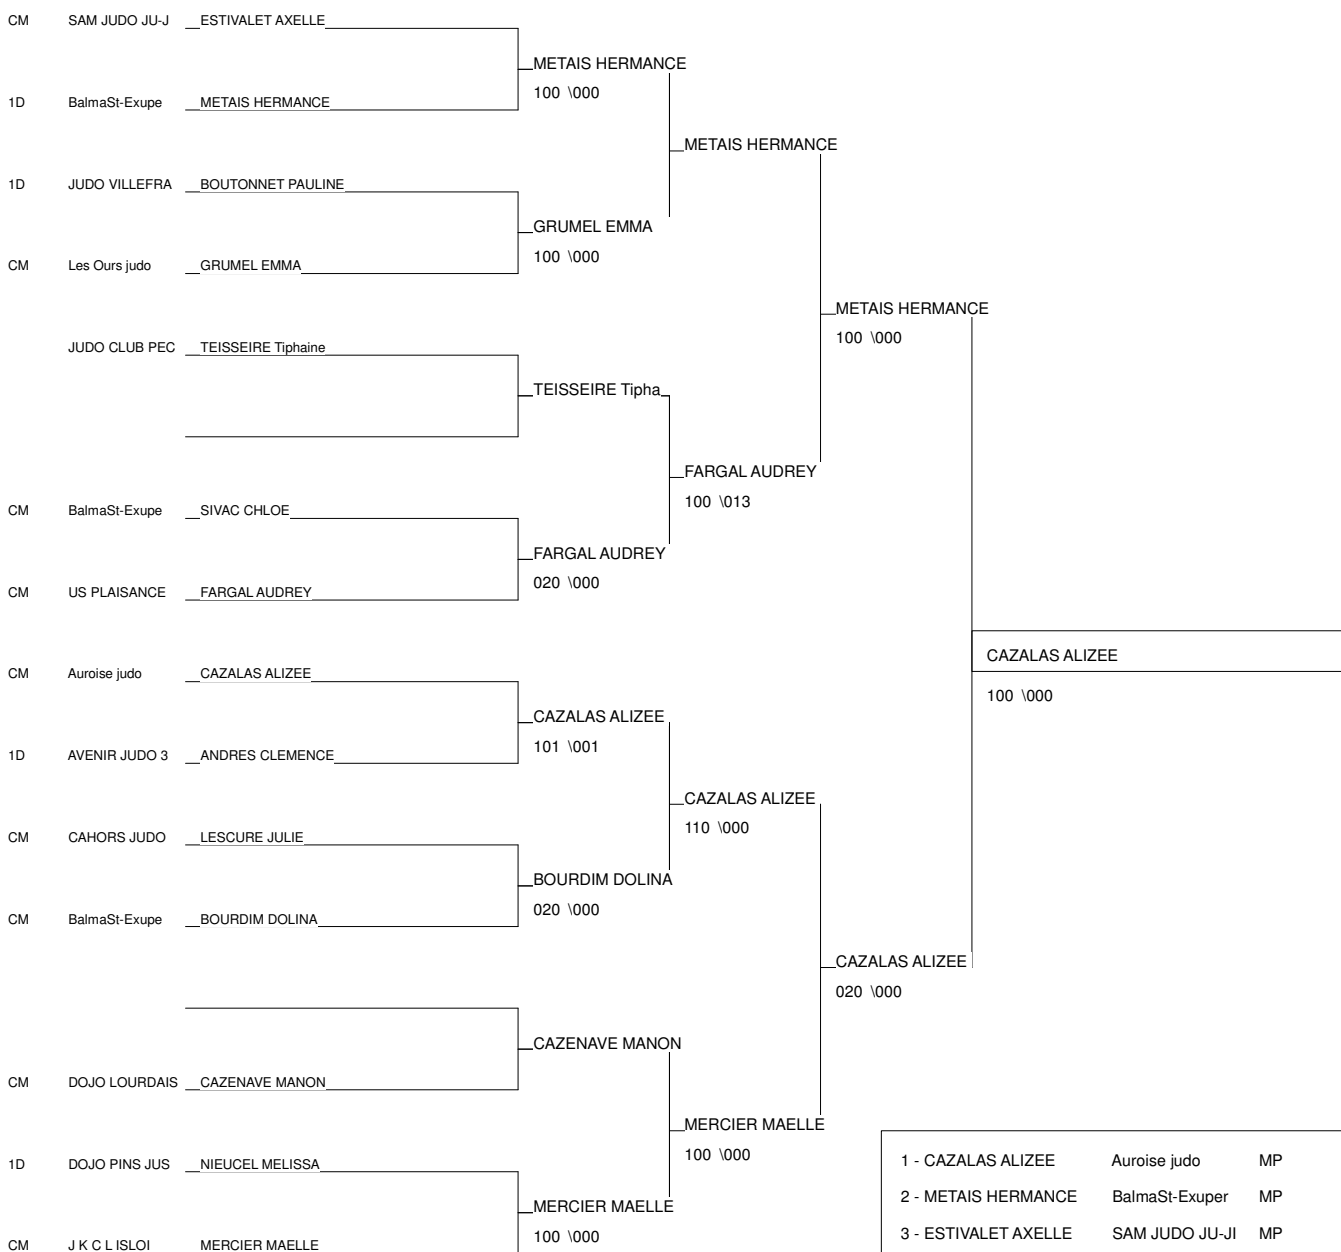 CM SAM JUDO JU-J ESTIVALET AXELLE
METAIS HERMANCE
100 \000
1D BalmaSt-Exupe METAIS HERMANCE
METAIS HERMANCE
1D JUDO VILLEFRA BOUTONNET PAULINE
GRUMEL EMMA
100 \000
CM Les Ours judo GRUMEL EMMA
METAIS HERMANCE
100 \000
JUDO CLUB PEC TEISSEIRE Tiphaine
TEISSEIRE Tipha
FARGAL AUDREY
100 \013
CM BalmaSt-Exupe SIVAC CHLOE
FARGAL AUDREY
020 \000
CM US PLAISANCE FARGAL AUDREY
CAZALAS ALIZEE
100 \000
CM Auroise judo CAZALAS ALIZEE
CAZALAS ALIZEE
101 \001
1D AVENIR JUDO 3 ANDRES CLEMENCE
CAZALAS ALIZEE
110 \000
CM CAHORS JUDO LESCURE JULIE
BOURDIM DOLINA
020 \000
CM BalmaSt-Exupe BOURDIM DOLINA
CAZALAS ALIZEE
020 \000
CAZENAVE MANON
CM DOJO LOURDAIS CAZENAVE MANON
MERCIER MAELLE
100 \000
1D DOJO PINS JUS NIEUCEL MELISSA
MERCIER MAELLE
100 \000
CM J K C L ISLOI MERCIER MAELLE
1 - CAZALAS ALIZEE Auroise judo MP
2 - METAIS HERMANCE BalmaSt-Exuper MP
3 - ESTIVALET AXELLE SAM JUDO JU-JI MP